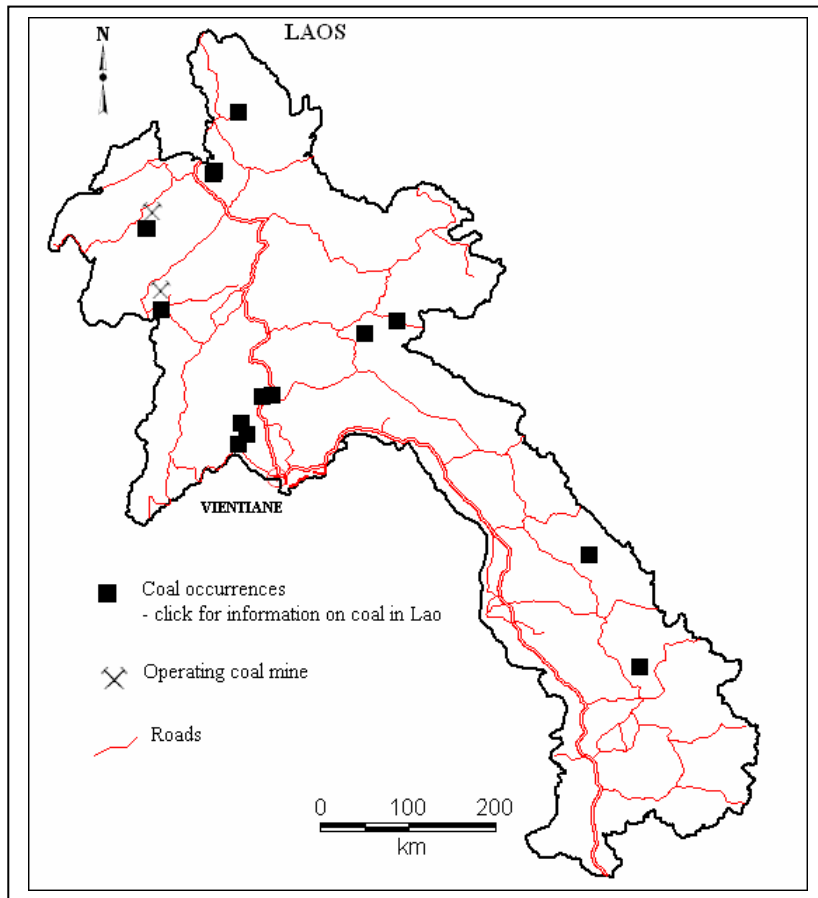 LAOS
N
VIENTIANE
Coal occurrences
- click for information on coal in Lao
Operating coal mine
Roads
0 100 200
km